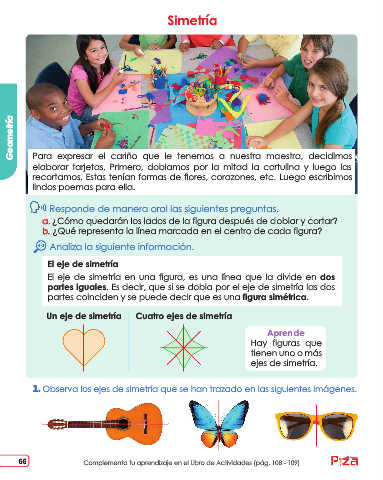 Simetría
Geometría
Para expresar el cariño que le tenemos a nuestra maestra, decidimos
elaborar tarjetas. Primero, doblamos por la mitad la cartulina y luego las
recortamos. Estas tenían formas de flores, corazones, etc. Luego escribimos
lindos poemas para ella.
Responde de manera oral las siguientes preguntas.
a. ¿Cómo quedarán los lados de la figura después de doblar y cortar?
b. ¿Qué representa la línea marcada en el centro de cada figura?
Analiza la siguiente información.
El eje de simetría
El eje de simetría en una figura, es una línea que la divide en dos
partes iguales. Es decir, que si se dobla por el eje de simetría las dos
partes coinciden y se puede decir que es una figura simétrica.
Un eje de simetría
Cuatro ejes de simetría
Aprende
Hay figuras que
tienen uno o más
ejes de simetría.
1. Observa los ejes de simetría que se han trazado en las siguientes imágenes.
66
Complementa tu aprendizaje en el Libro de Actividades (pág. 108 - 109)